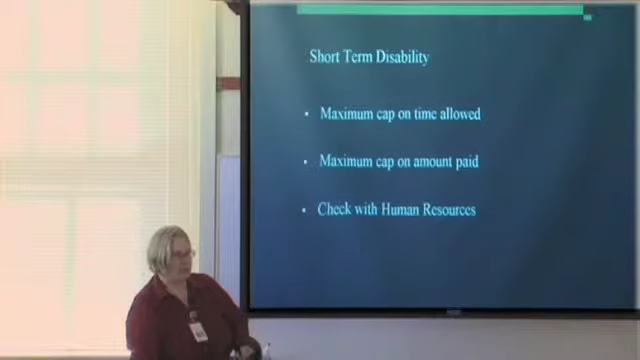 Short Term Disability
• Maximum cap on time allowed
• Maximum cap on amount paid
• Check with Human Resources